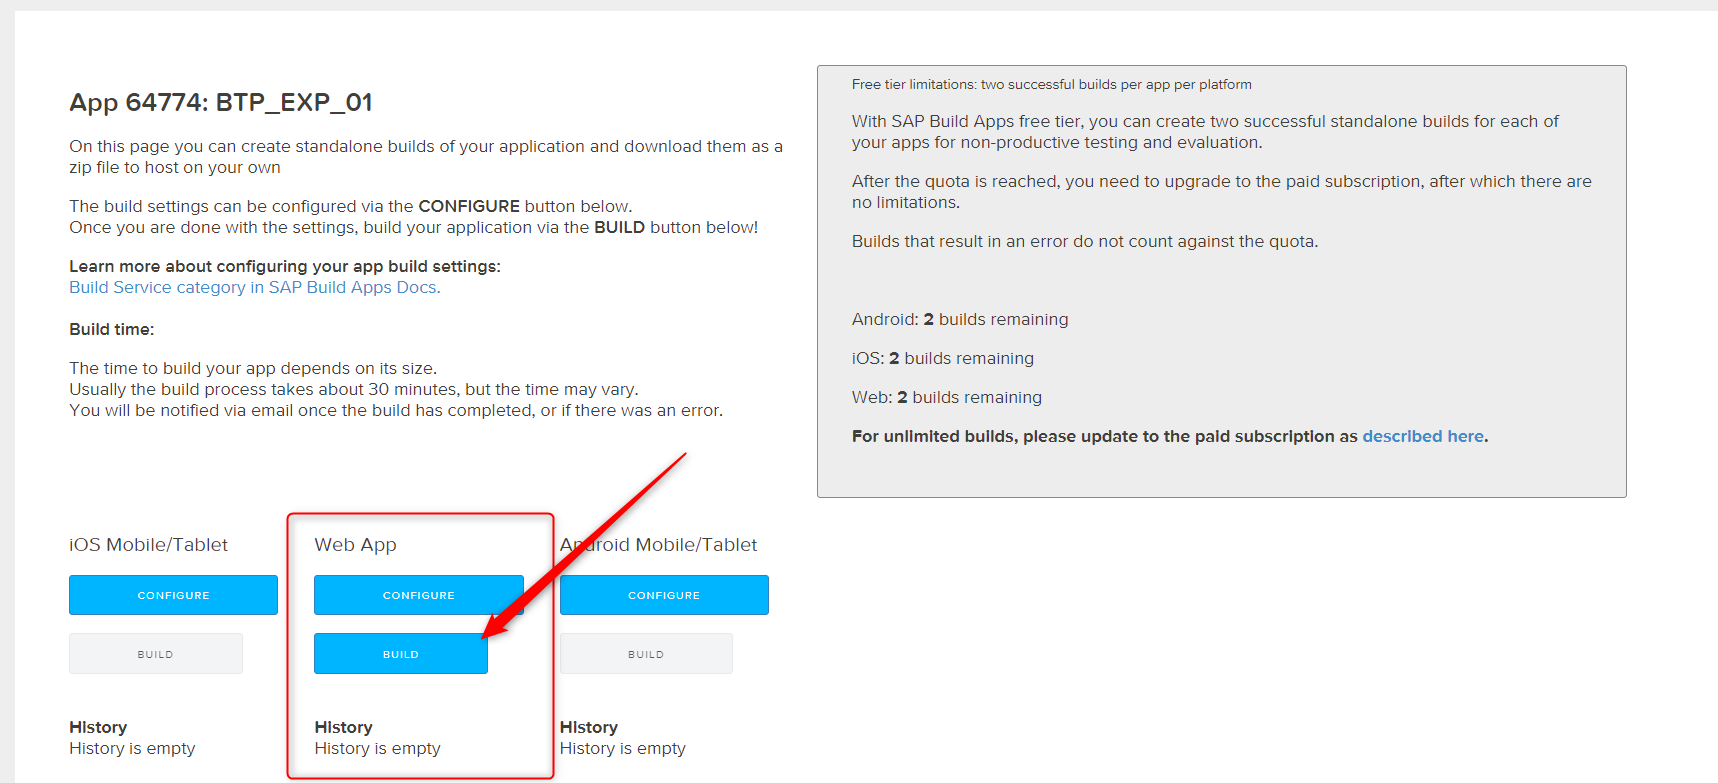 App 64774: BTP_EXP_01
On this page you can create standalone builds of your application and download them as a
zip file to host on your own
The build settings can be configured via the CONFIGURE button below.
Once you are done with the settings, build your application via the BUILD button below!
Learn more about configuring your app build settings:
Build Service category in SAP Build Apps Docs.
Build time:
The time to build your app depends on its size.
Usually the build process takes about 30 minutes, but the time may vary.
You will be notified via email once the build has completed, or if there was an error.
Free tier limitations: two successful builds per app per platform
With SAP Build Apps free tier, you can create two successful standalone builds for each of
your apps for non-productive testing and evaluation.
After the quota is reached, you need to upgrade to the paid subscription, after which there are
no limitations.
Builds that result in an error do not count against the quota.
Android: 2 builds remaining
iOS: 2 builds remaining
Web: 2 builds remaining
For unlimited builds, please update to the paid subscription as described here.
iOS Mobile/Tablet
CONFIGURE
BUILD
History
History is empty
Web App
CONFIGURE
BUILD
History
History is empty
Android Mobile/Tablet
CONFIGURE
BUILD
History
History is empty